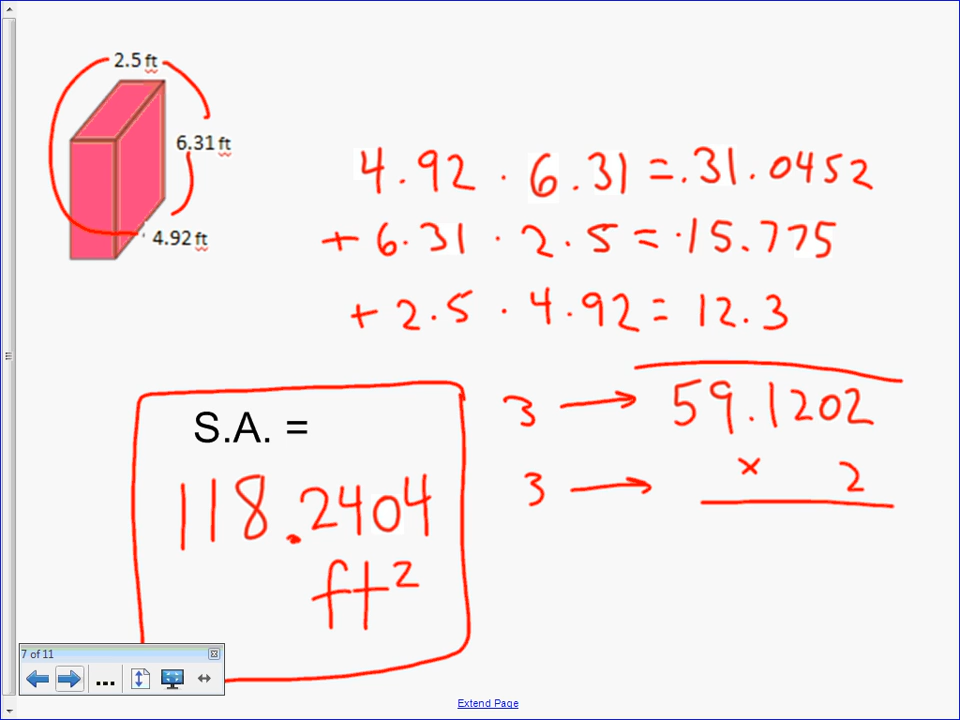 2.5 ft
6.31 ft
4.92 ft
4.92 · 6.31 = .31.0452
+ 6.31 · 2.5 = ·15.775
+ 2.5 · 4.92 = 12.3
3 → 59.1202
3 → × 2
S.A. =
118.2404
ft²
7 of 11
...
Extend Page